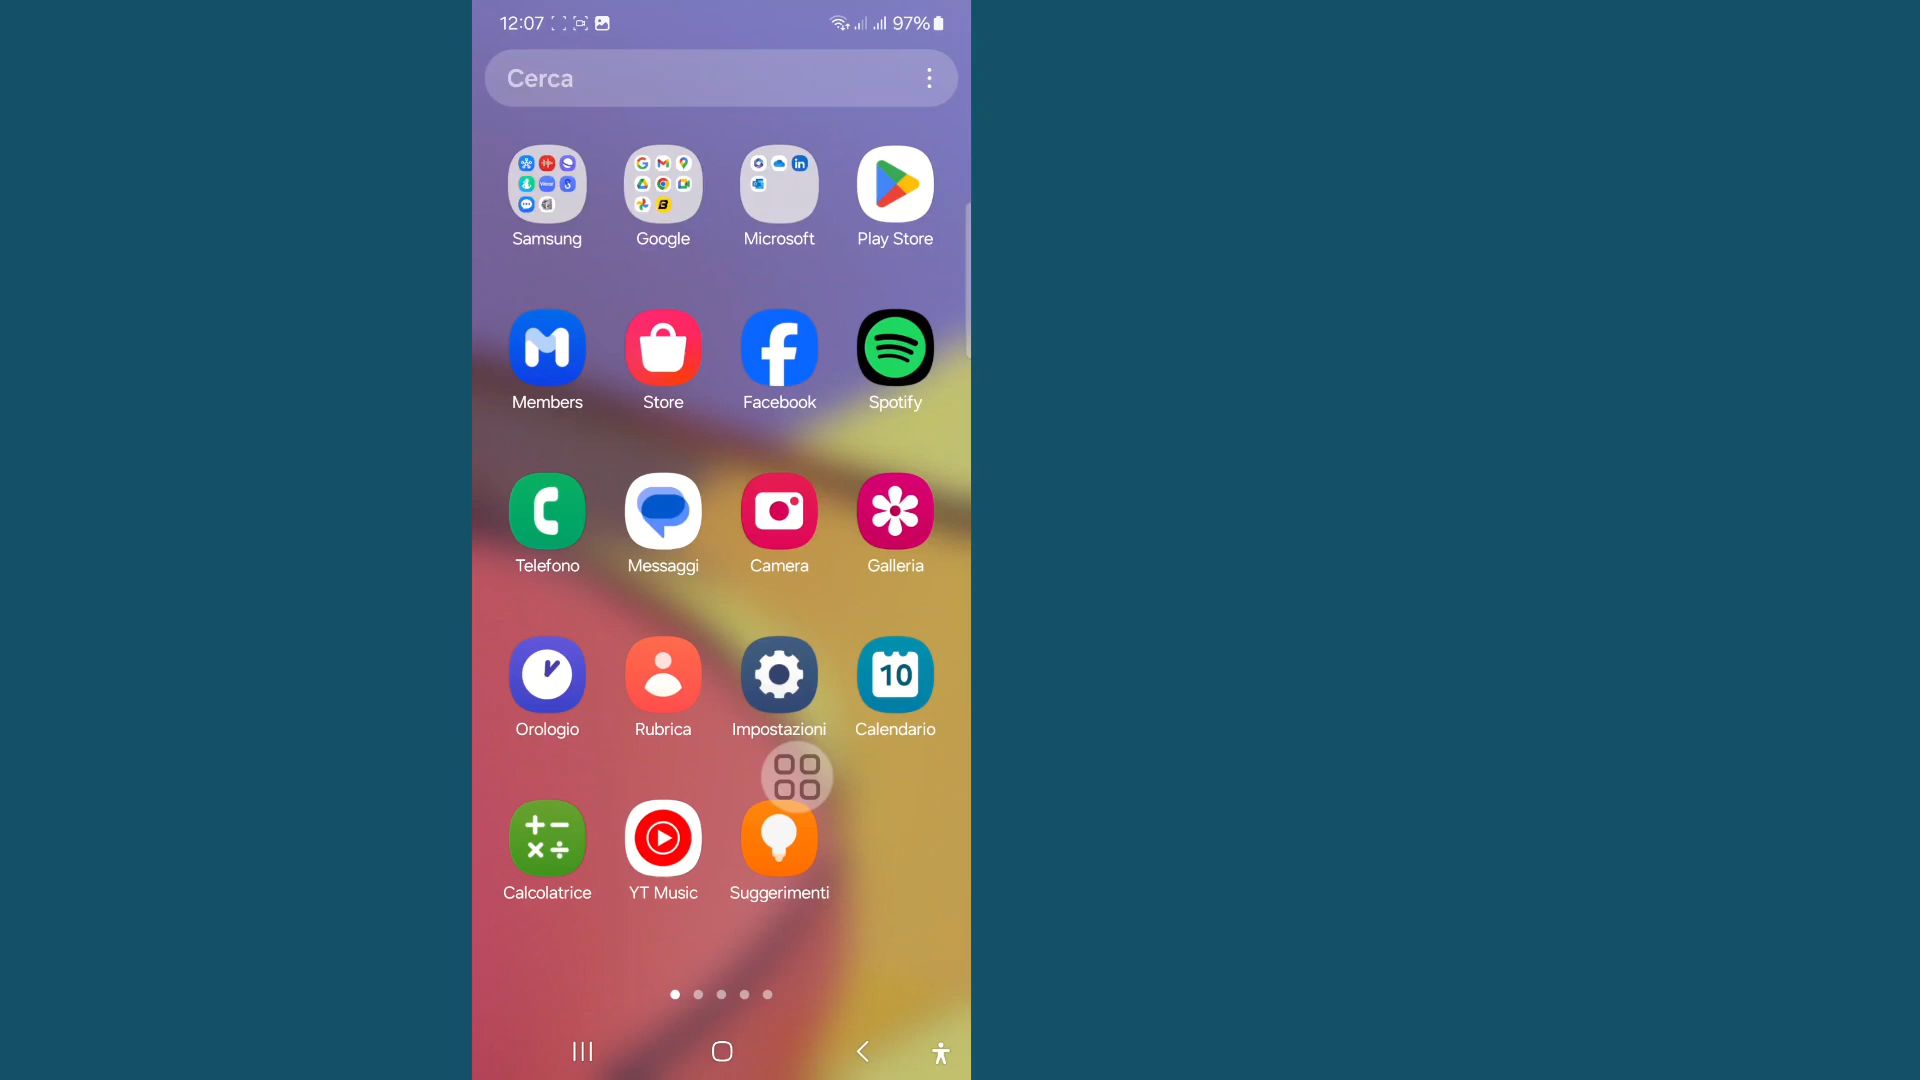 12:07 97%
Cerca
Samsung Google Microsoft Play Store
Members Store Facebook Spotify
Telefono Messaggi Camera Galleria
10
Orologio Rubrica Impostazioni Calendario
Calcolatrice YT Music Suggerimenti